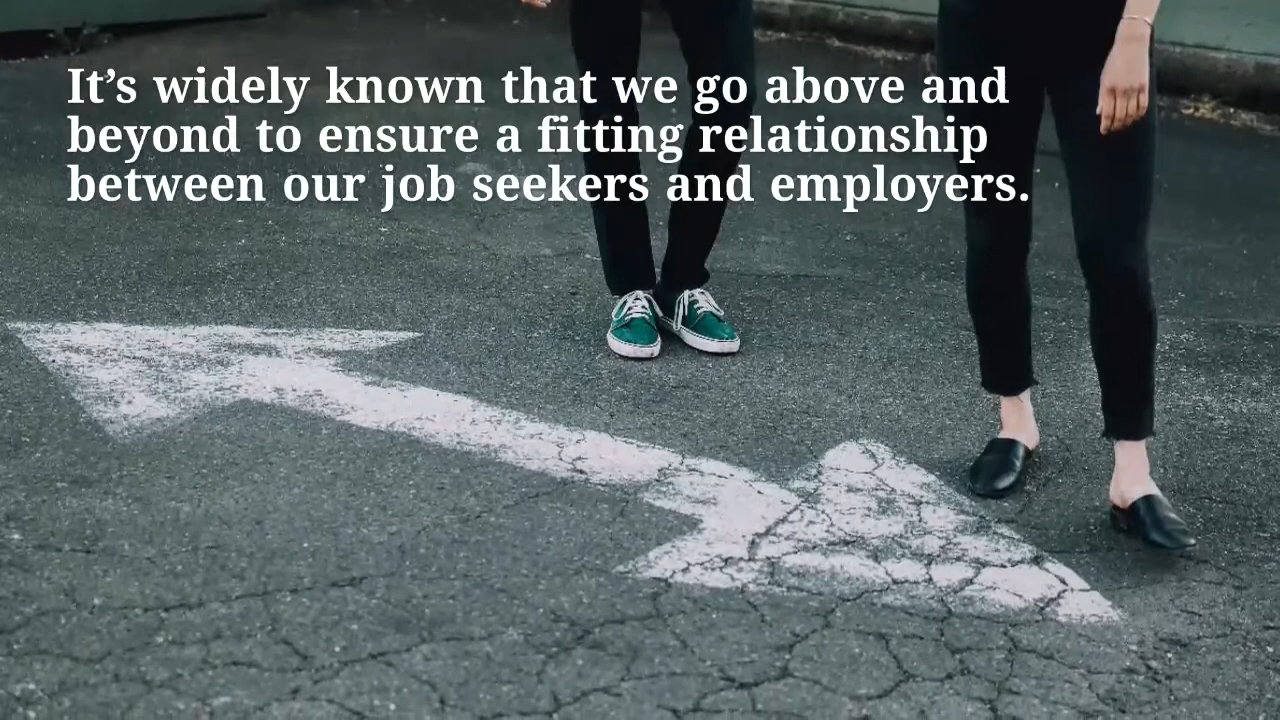 It’s widely known that we go above and
beyond to ensure a fitting relationship
between our job seekers and employers.